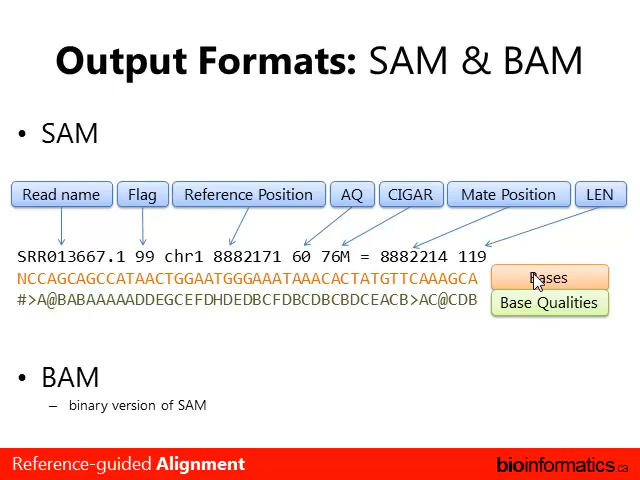 Output Formats: SAM & BAM
• SAM
Read name Flag Reference Position AQ CIGAR Mate Position LEN
SRR013667.1 99 chr1 8882171 60 76M = 8882214 119
NCCAGCAGCCATAACTGGAATGGGAAATAAACACTATGTTCAAAGCA
Bases
#>A@BABAAAAADDEGCEFDHDEDBCFDBCDBCBDCEACB>AC@CDB
Base Qualities
• BAM
– binary version of SAM
Reference-guided Alignment
bioinformatics.ca